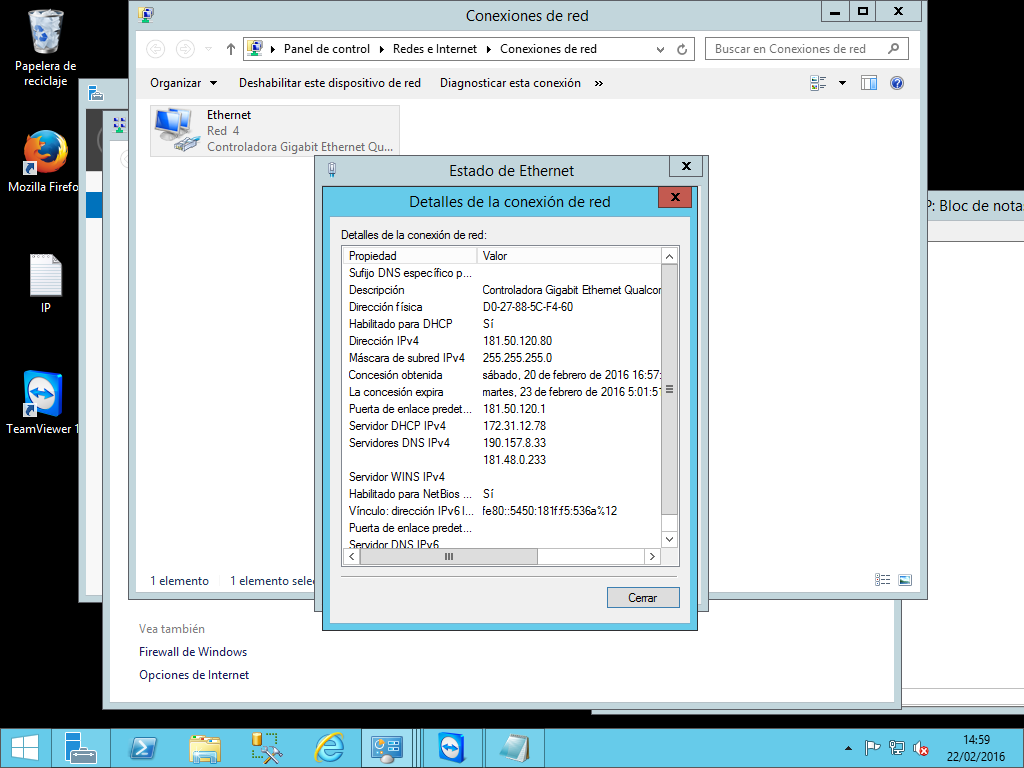 Papelera de
reciclaje
Mozilla Firefo
IP
TeamViewer 1
Conexiones de red
Panel de control
Redes e Internet
Conexiones de red
Buscar en Conexiones de red
Organizar
Deshabilitar este dispositivo de red
Diagnosticar esta conexión
»
Ethernet
Red 4
Controladora Gigabit Ethernet Qu...
Estado de Ethernet
Detalles de la conexión de red
P: Bloc de notas
Detalles de la conexión de red:
Propiedad Valor
Sufijo DNS específico p...
Descripción Controladora Gigabit Ethernet Qualcor
Dirección física D0-27-88-5C-F4-60
Habilitado para DHCP Sí
Dirección IPv4 181.50.120.80
Máscara de subred IPv4 255.255.255.0
Concesión obtenida sábado, 20 de febrero de 2016 16:57:
La concesión expira martes, 23 de febrero de 2016 5:01:51
Puerta de enlace predet... 181.50.120.1
Servidor DHCP IPv4 172.31.12.78
Servidores DNS IPv4 190.157.8.33
181.48.0.233
Servidor WINS IPv4
Habilitado para NetBios ... Sí
Vínculo: dirección IPv6 l... fe80::5450:181f:f5:536a%12
Puerta de enlace predet...
Servidor DNS IPv6
Cerrar
1 elemento
1 elemento selec
Vea también
Firewall de Windows
Opciones de Internet
14:59
22/02/2016